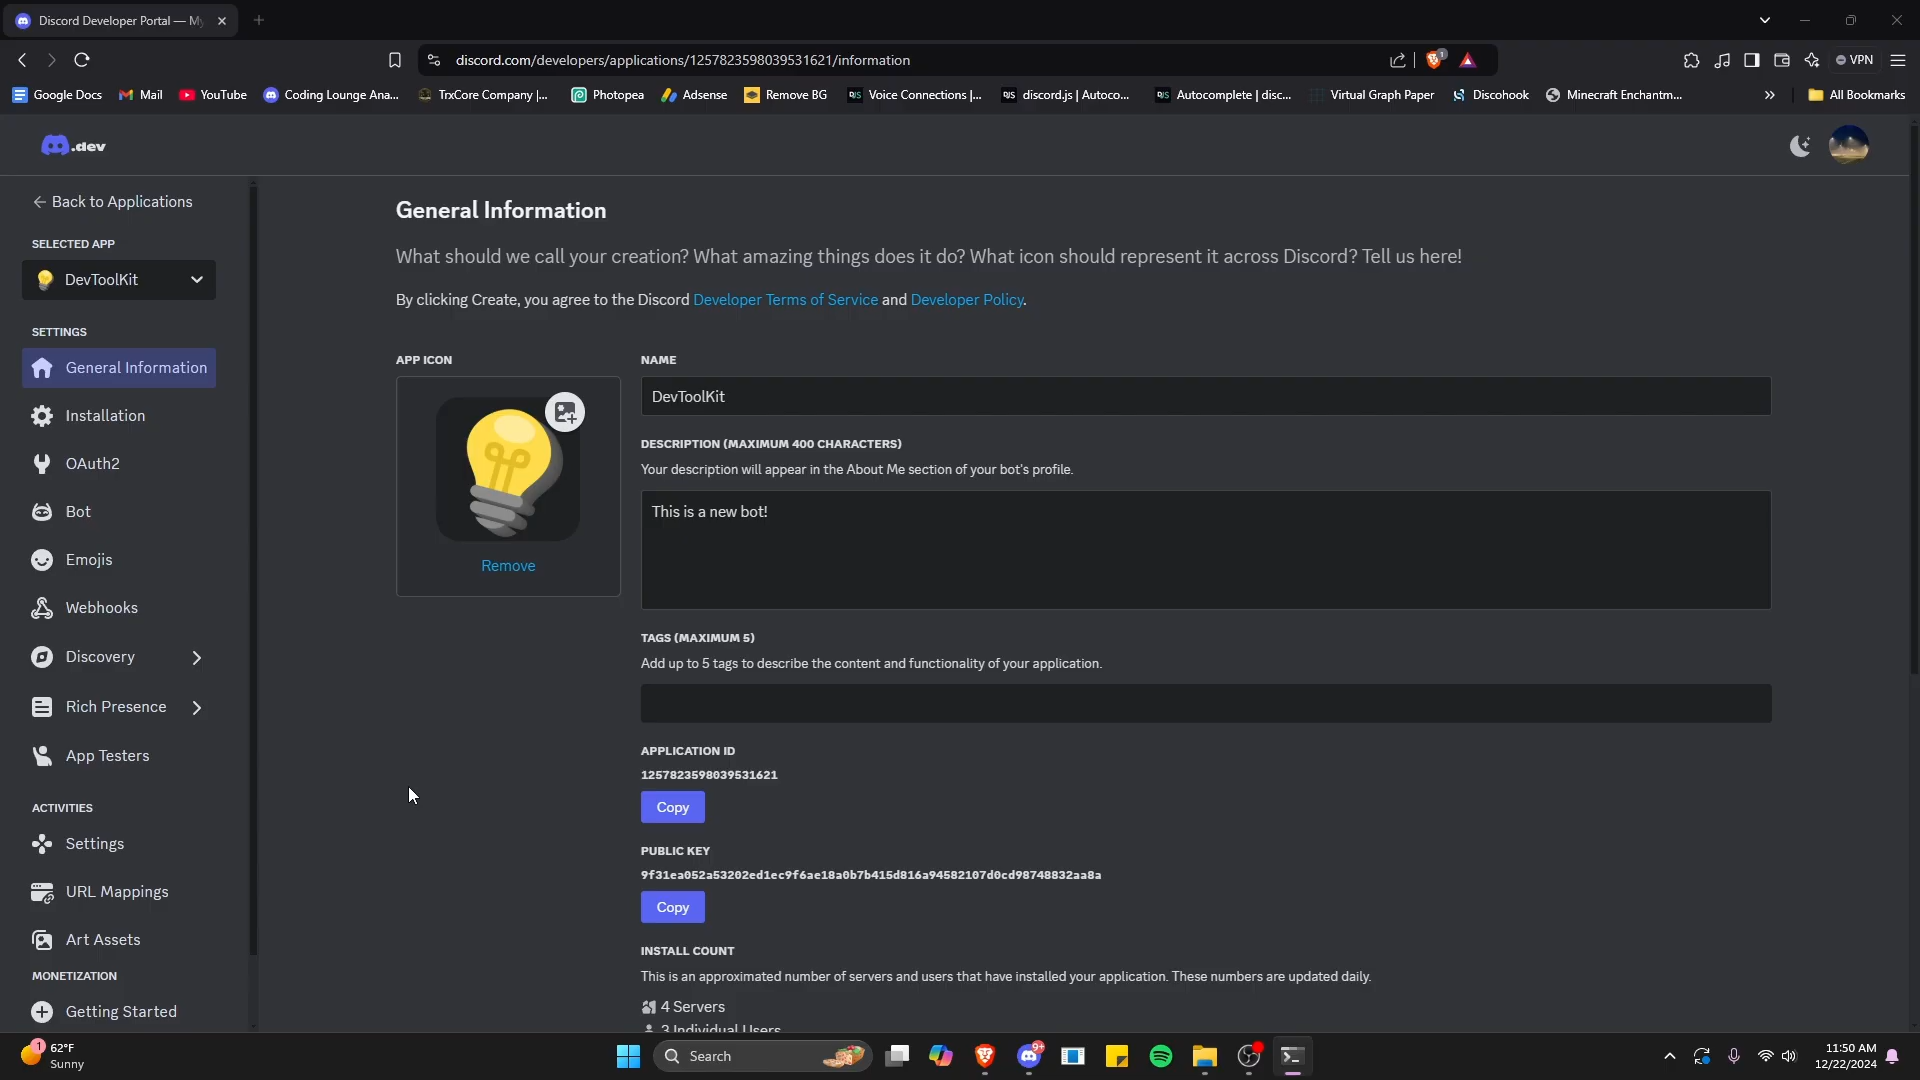 Discord Developer Portal — My
discord.com/developers/applications/1257823598039531621/information
1
VPN
Google Docs
Mail
YouTube
Coding Lounge Ana...
TrxCore Company |...
Photopea
Adsense
Remove BG
Voice Connections |...
discord.js | Autoco...
Autocomplete | disc...
Virtual Graph Paper
Discohook
Minecraft Enchantm...
»
All Bookmarks
.dev
Back to Applications
SELECTED APP
DevToolKit
SETTINGS
General Information
Installation
OAuth2
Bot
Emojis
Webhooks
Discovery
Rich Presence
App Testers
ACTIVITIES
Settings
URL Mappings
Art Assets
MONETIZATION
Getting Started
General Information
What should we call your creation? What amazing things does it do? What icon should represent it across Discord? Tell us here!
By clicking Create, you agree to the Discord Developer Terms of Service and Developer Policy.
APP ICON
Remove
NAME
DevToolKit
DESCRIPTION (MAXIMUM 400 CHARACTERS)
Your description will appear in the About Me section of your bot's profile.
This is a new bot!
TAGS (MAXIMUM 5)
Add up to 5 tags to describe the content and functionality of your application.
APPLICATION ID
1257823598039531621
Copy
PUBLIC KEY
9f31ea052a53202ed1ec9f6ae18a0b7b415d816a94582107d0cd98748832aa8a
Copy
INSTALL COUNT
This is an approximated number of servers and users that have installed your application. These numbers are updated daily.
4 Servers
3 Individual Users
1
62°F
Sunny
Search
9+
11:50 AM
12/22/2024